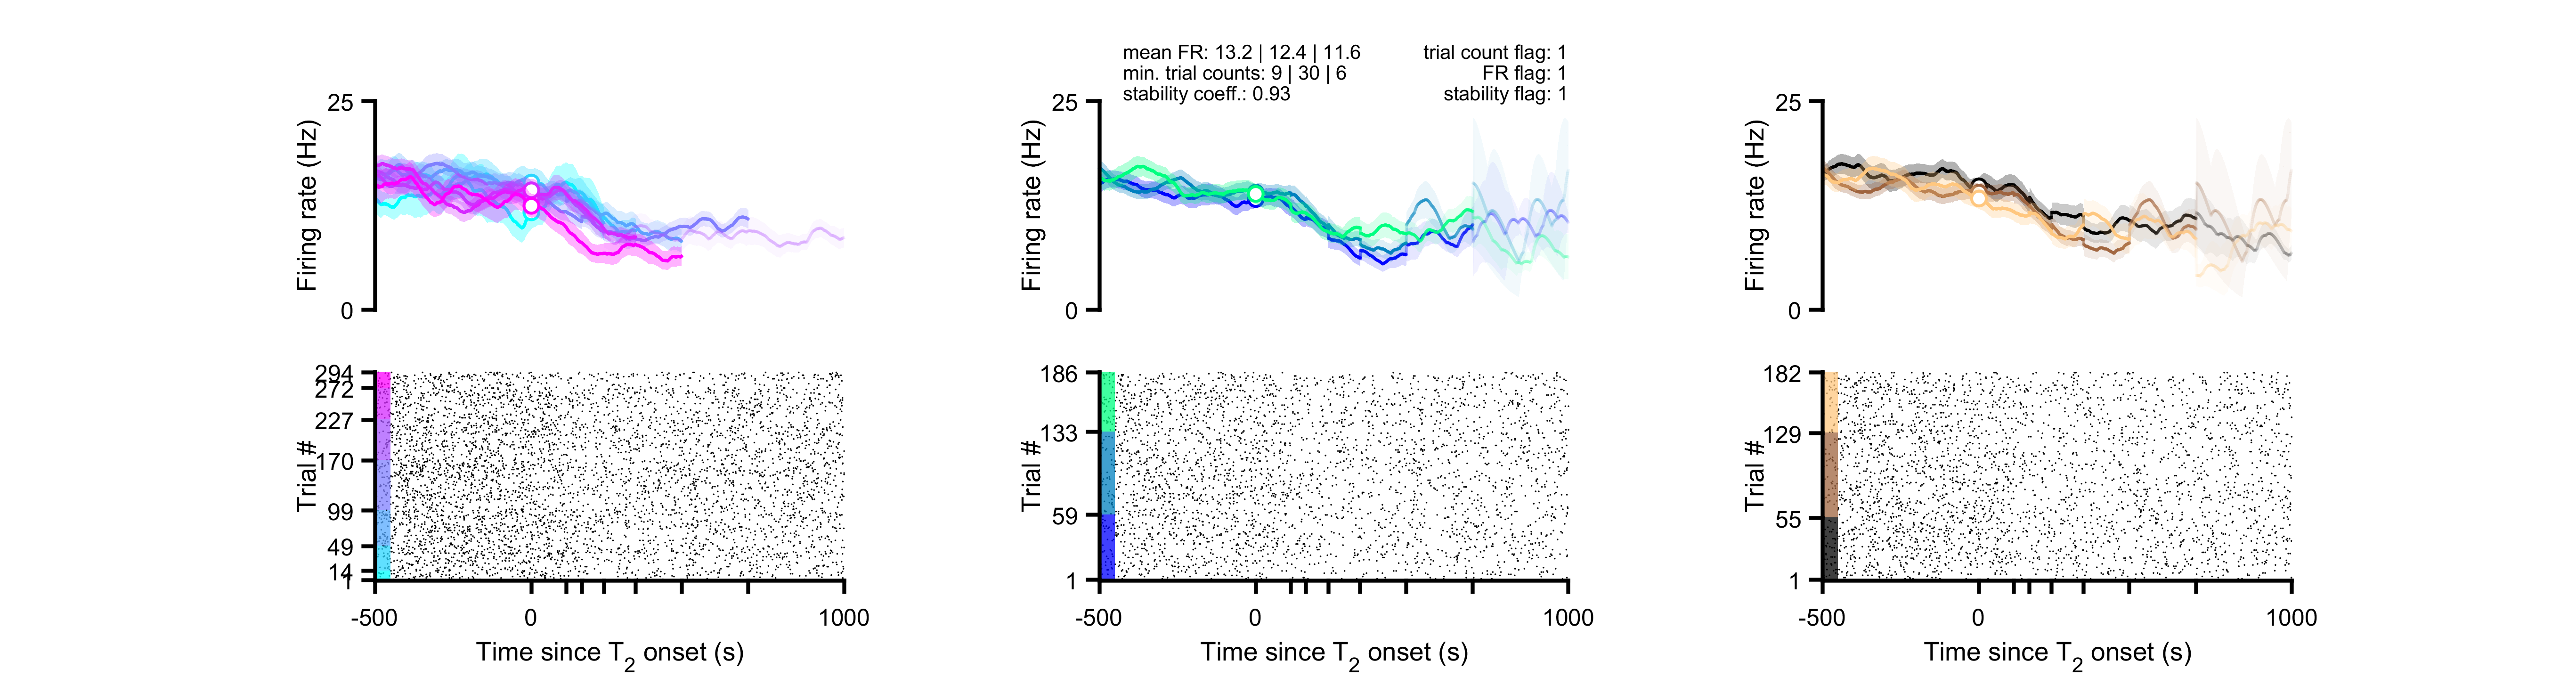 mean FR: 13.2 | 12.4 | 11.6
min. trial counts: 9 | 30 | 6
stability coeff.: 0.93
trial count flag: 1
FR flag: 1
stability flag: 1
25
Firing rate (Hz)
0
25
Firing rate (Hz)
0
25
Firing rate (Hz)
0
294
272
227
170
99
49
14
1
Trial #
-500
0
1000
Time since T2 onset (s)
186
133
59
1
Trial #
-500
0
1000
Time since T2 onset (s)
182
129
55
1
Trial #
-500
0
1000
Time since T2 onset (s)